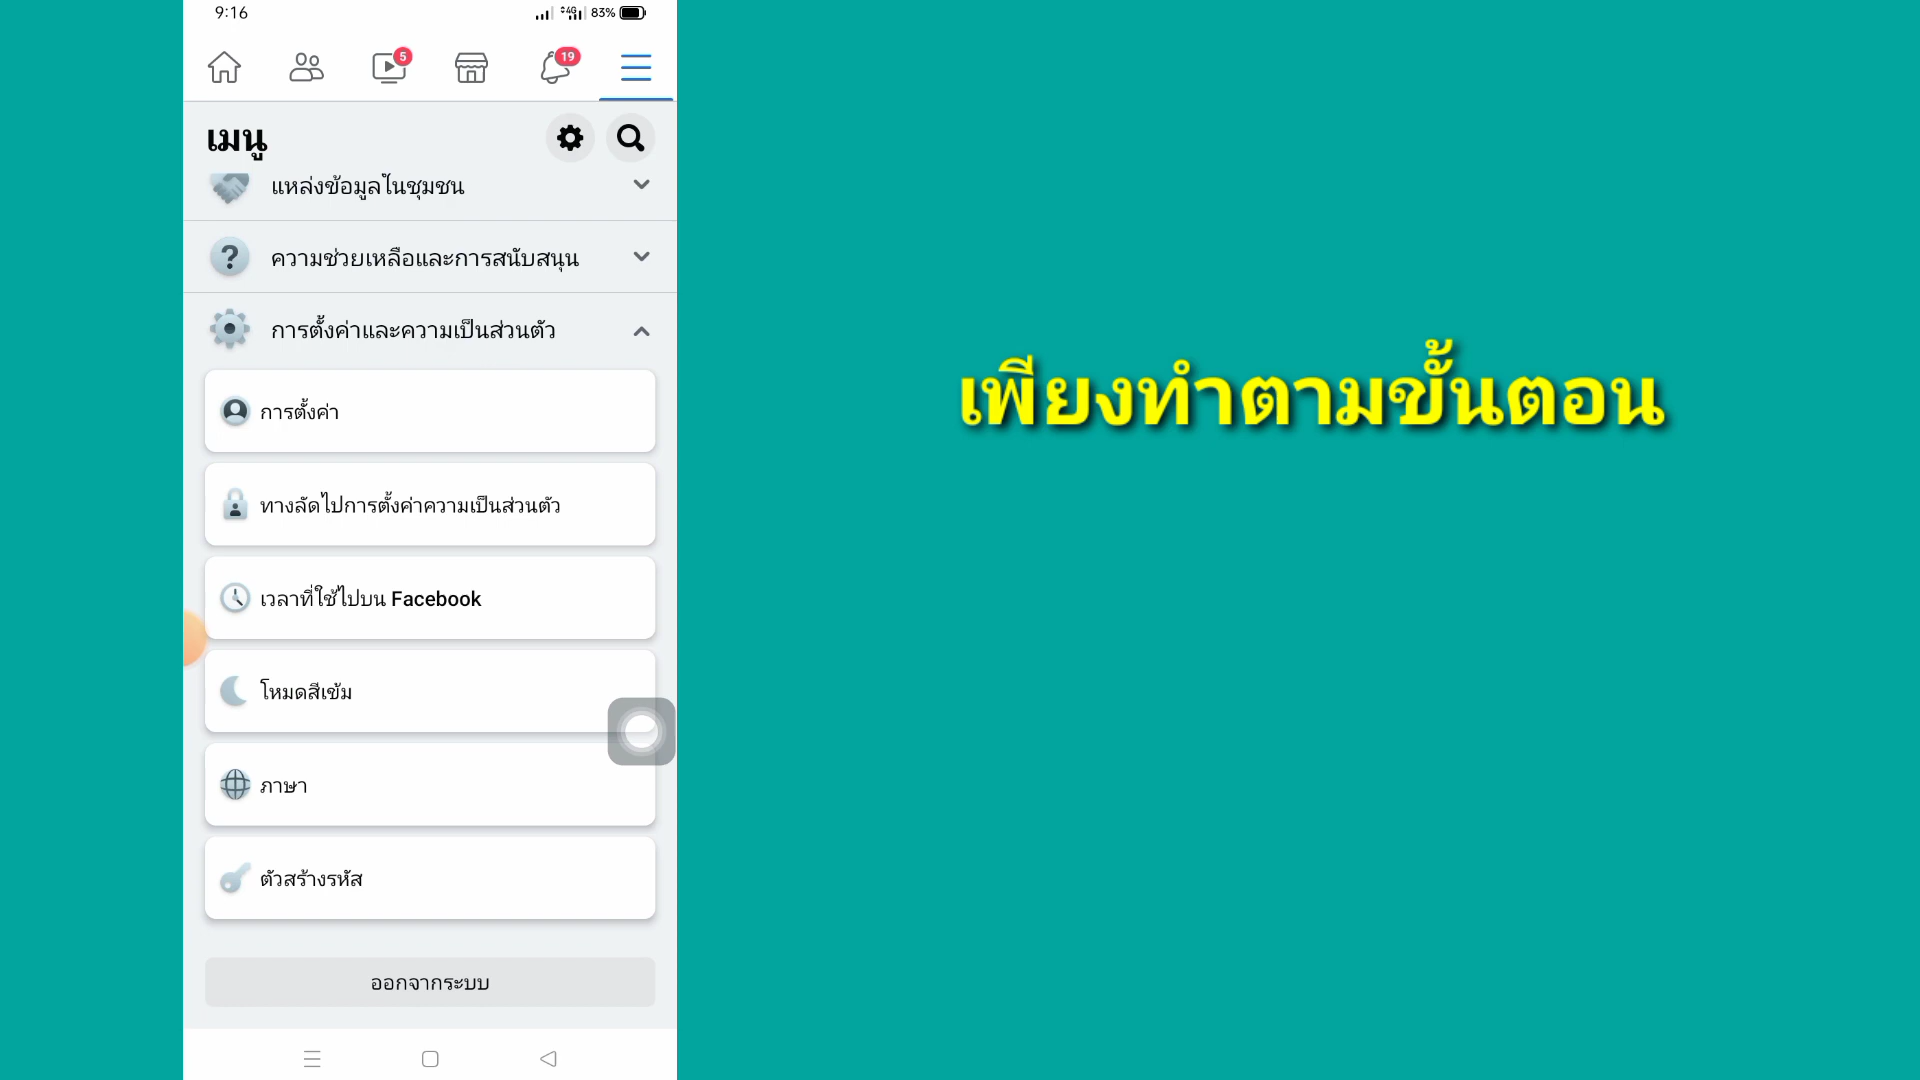 9:16
4G 83%
5
19
เมนู
แหล่งข้อมูลในชุมชน
ความช่วยเหลือและการสนับสนุน
การตั้งค่าและความเป็นส่วนตัว
การตั้งค่า
ทางลัดไปการตั้งค่าความเป็นส่วนตัว
เวลาที่ใช้ไปบน Facebook
โหมดสีเข้ม
ภาษา
ตัวสร้างรหัส
ออกจากระบบ
เพียงทำตามขั้นตอน